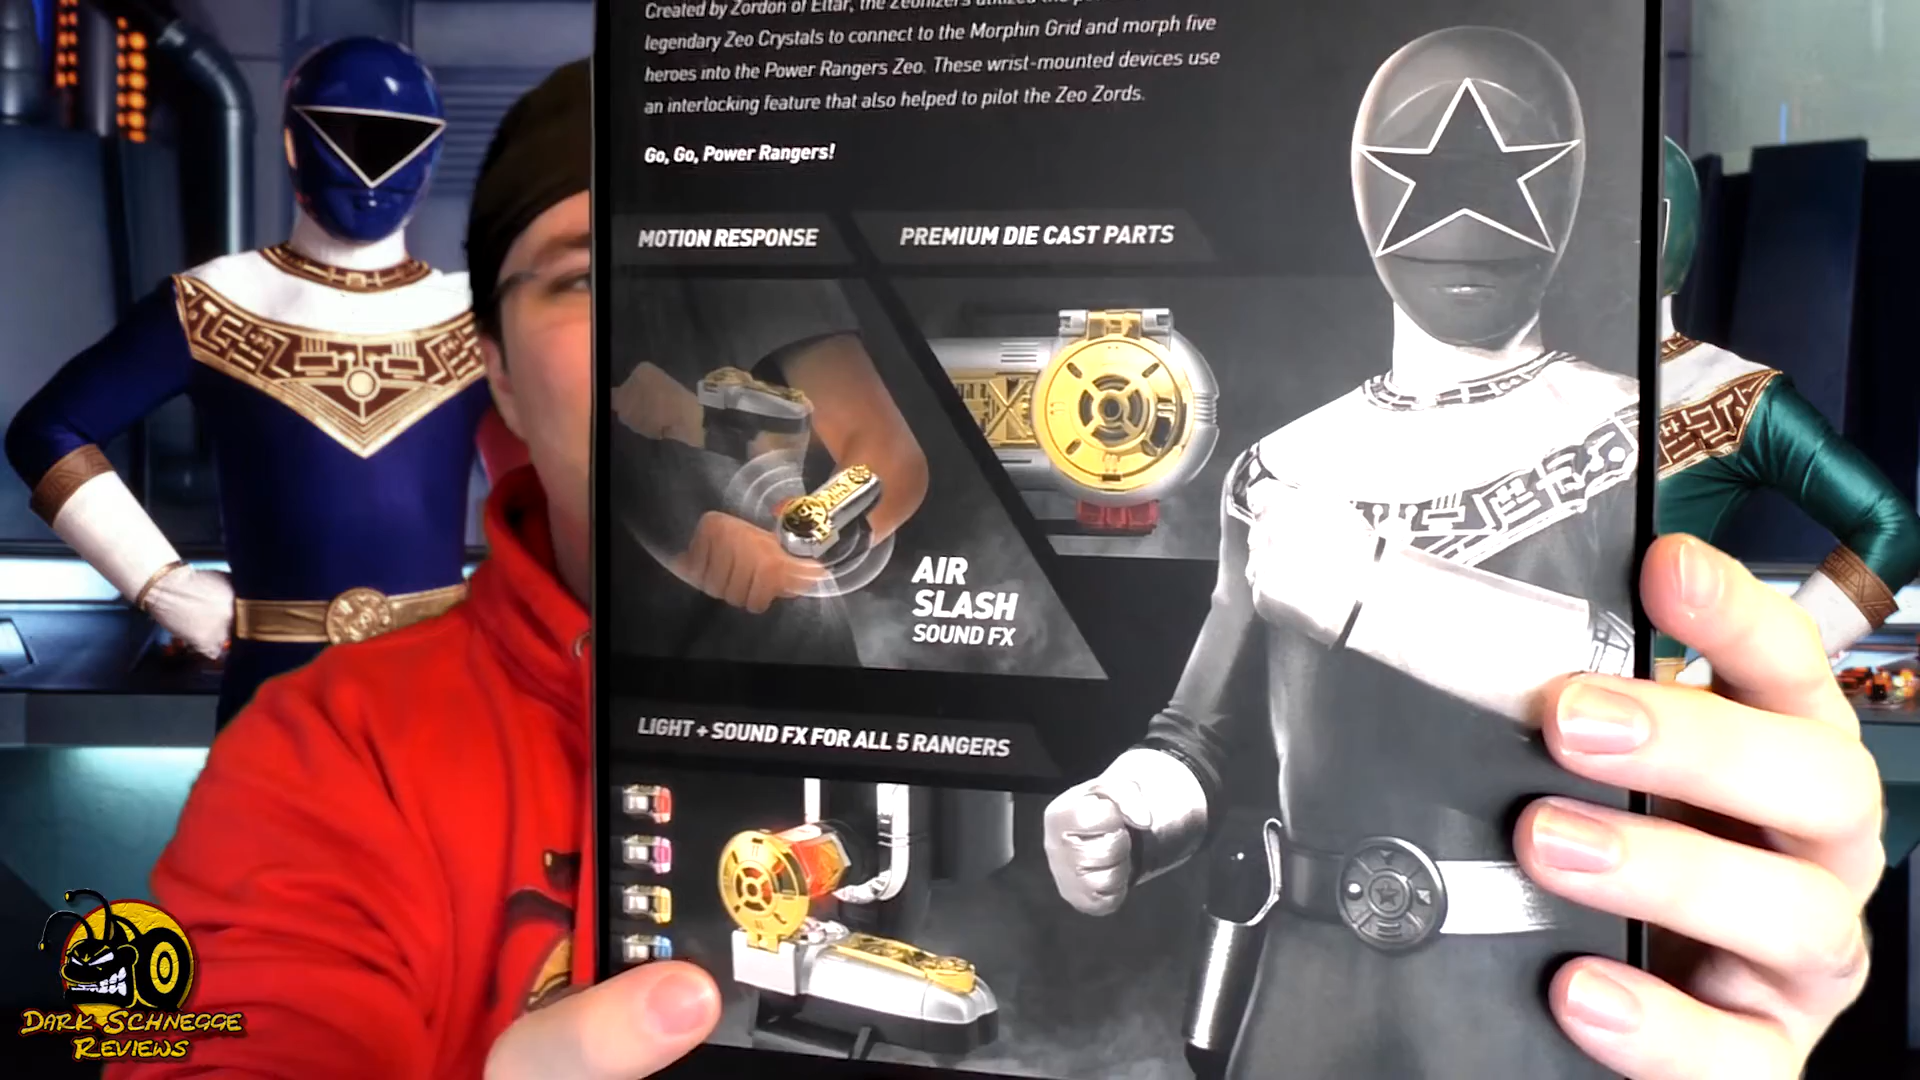 Created by Zordon of Eltar, the Zeonizers utilized the
legendary Zeo Crystals to connect to the Morphin Grid and morph five
heroes into the Power Rangers Zeo. These wrist-mounted devices use
an interlocking feature that also helped to pilot the Zeo Zords.
Go, Go, Power Rangers!
MOTION RESPONSE
PREMIUM DIE CAST PARTS
AIR
SLASH
SOUND FX
LIGHT + SOUND FX FOR ALL 5 RANGERS
DARK SCHNEGGE
REVIEWS